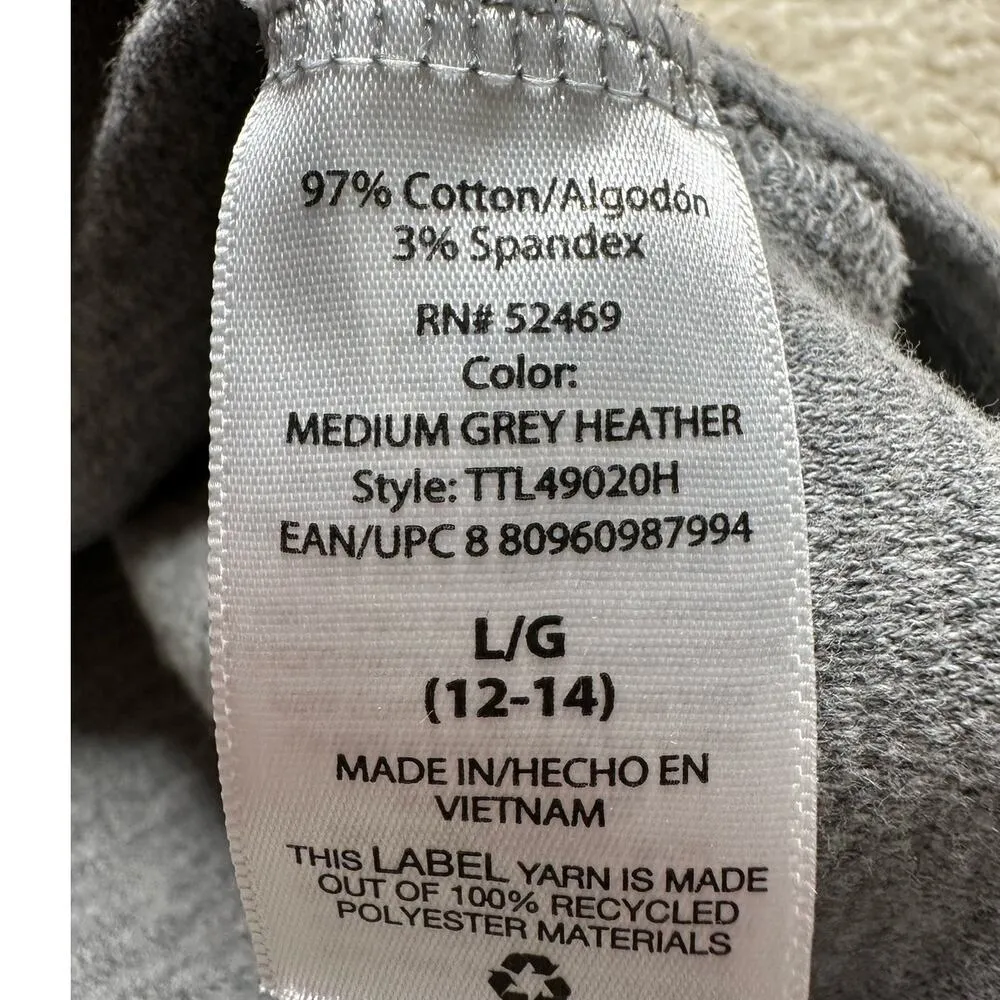 97% Cotton/Algodón
3% Spandex
RN# 52469
Color:
MEDIUM GREY HEATHER
Style: TTL49020H
EAN/UPC 8 80960987994
L/G
(12-14)
MADE IN/HECHO EN
VIETNAM
THIS LABEL YARN IS MADE
OUT OF 100% RECYCLED
POLYESTER MATERIALS